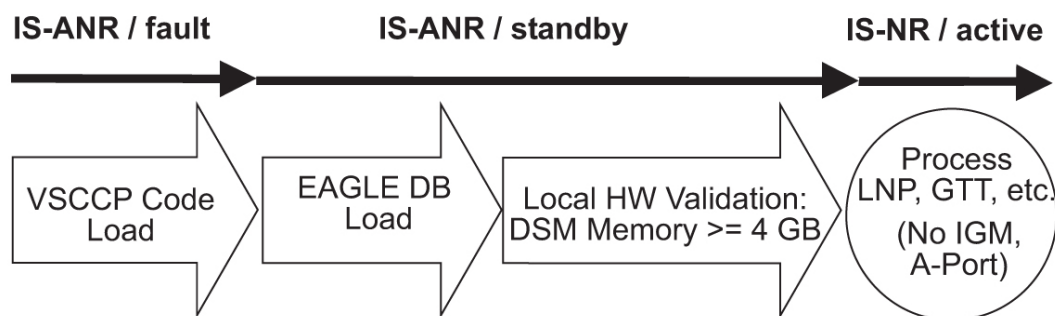 IS-ANR / fault
IS-ANR / standby
IS-NR / active
VSCCP Code
Load
EAGLE DB
Load
Local HW Validation:
DSM Memory >= 4 GB
Process
LNP, GTT, etc.
(No IGM,
A-Port)